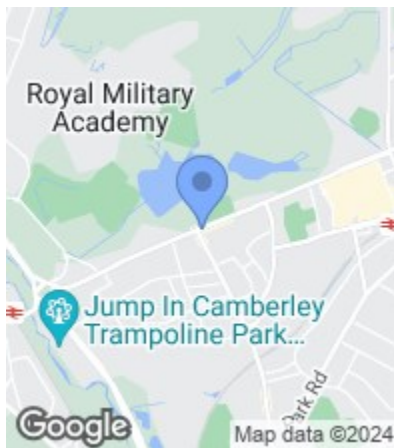 Royal Military
Academy
Jump In Camberley
Trampoline Park...
Park Rd
Google
Map data ©2024